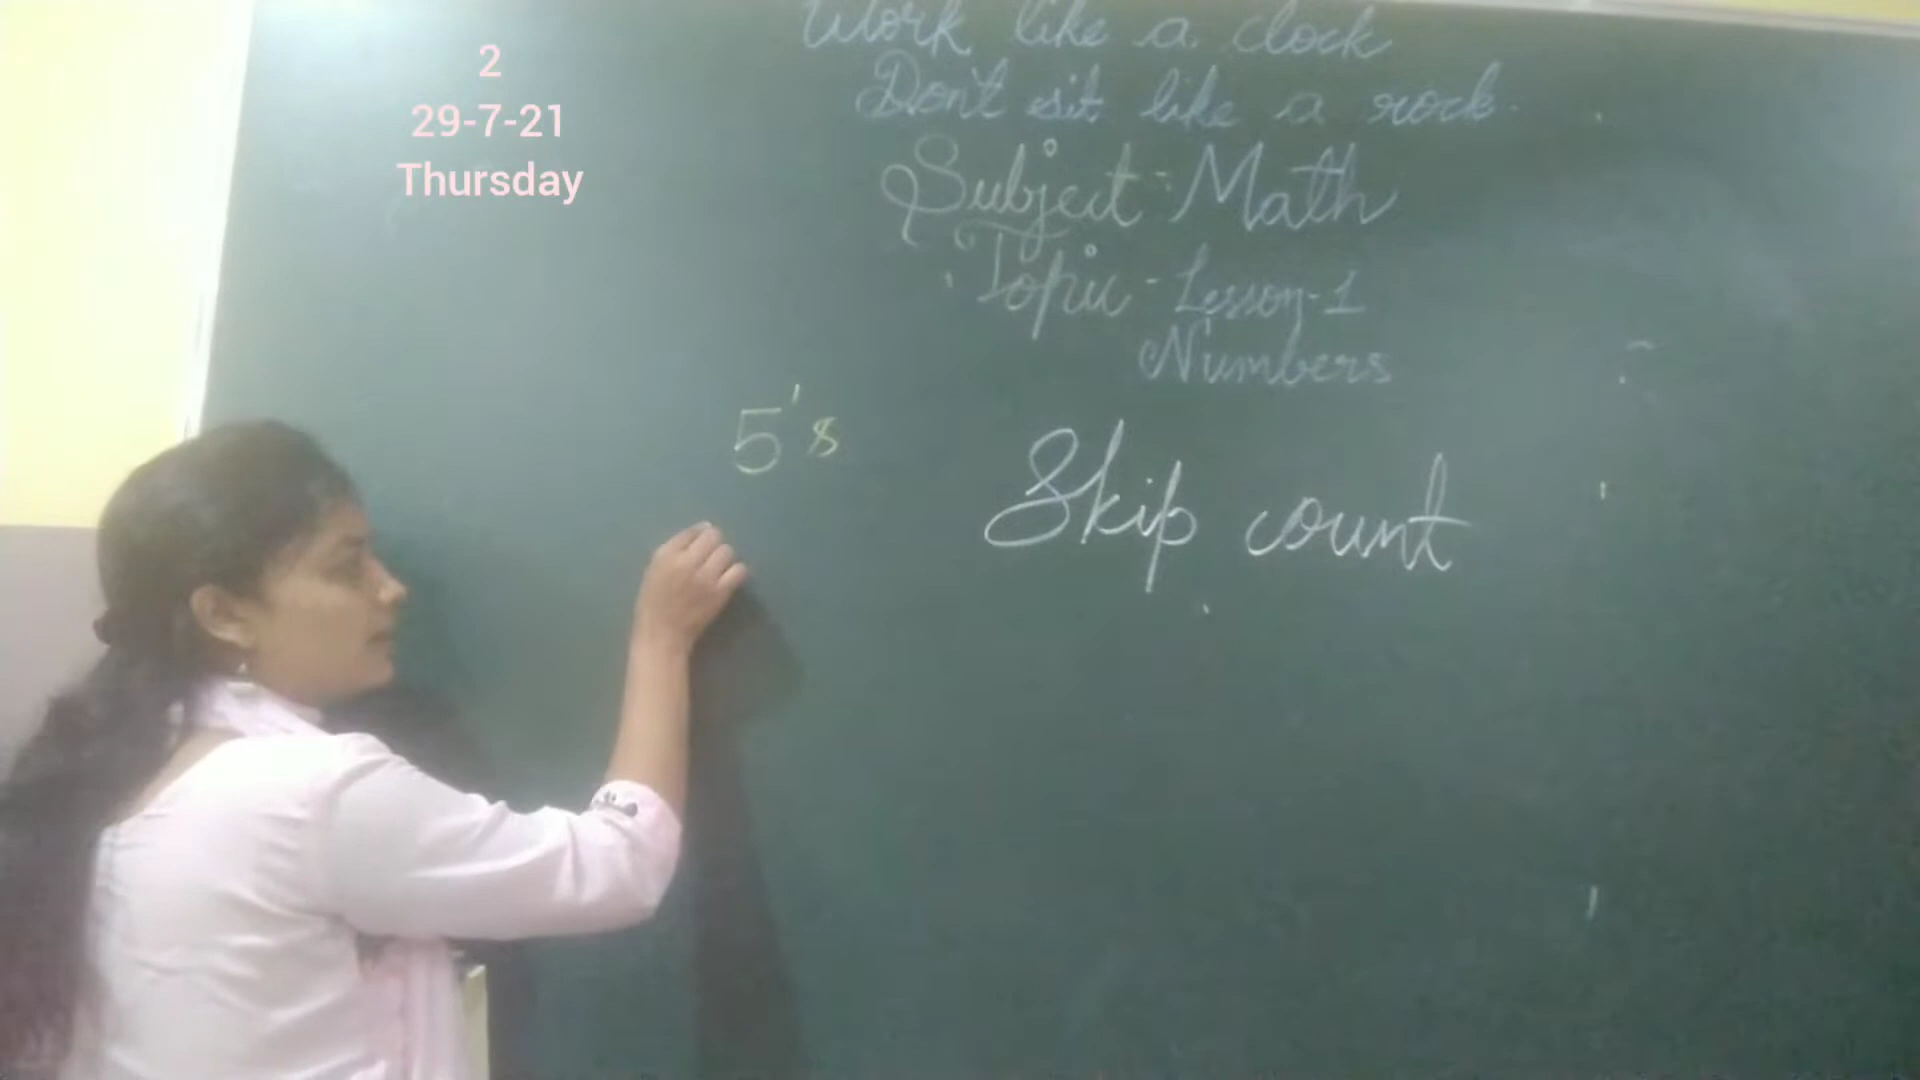 2
29-7-21
Thursday
Work like a clock
Don't sit like a rock.
Subject:- Math
Topic - Lesson-1
Numbers
5's
Skip count